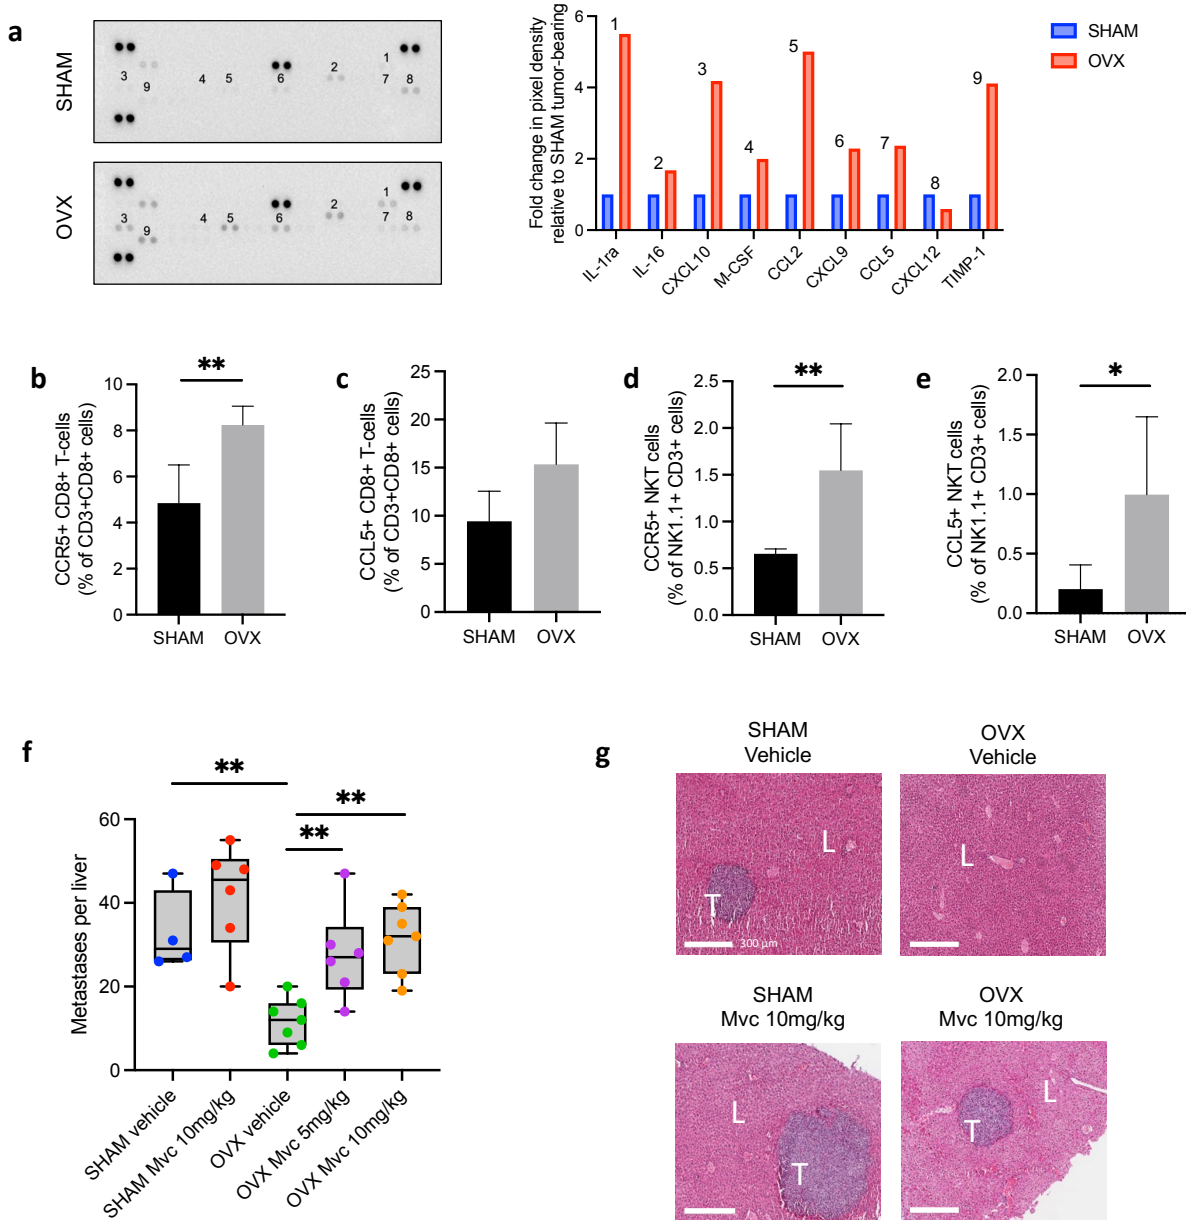 a
SHAM
1
2
3
4
5
6
7
8
9
OVX
1
2
3
4
5
6
7
8
9
Fold change in pixel density
relative to SHAM tumor-bearing
6
4
2
0
1
2
3
4
5
6
7
8
9
IL-1ra
IL-16
CXCL10
M-CSF
CCL2
CXCL9
CCL5
CXCL12
TIMP-1
SHAM
OVX
b
CCR5+ CD8+ T-cells
(% of CD3+CD8+ cells)
10
8
6
4
2
0
**
SHAM
OVX
c
CCL5+ CD8+ T-cells
(% of CD3+CD8+ cells)
25
20
15
10
5
0
SHAM
OVX
d
CCR5+ NKT cells
(% of NK1.1+ CD3+ cells)
2.5
2.0
1.5
1.0
0.5
0.0
**
SHAM
OVX
e
CCL5+ NKT cells
(% of NK1.1+ CD3+ cells)
2.0
1.5
1.0
0.5
0.0
*
SHAM
OVX
f
Metastases per liver
60
40
20
0
**
**
**
SHAM vehicle
SHAM Mvc 10mg/kg
OVX vehicle
OVX Mvc 5mg/kg
OVX Mvc 10mg/kg
g
SHAM
Vehicle
L
T
300 µm
OVX
Vehicle
L
SHAM
Mvc 10mg/kg
L
T
OVX
Mvc 10mg/kg
L
T